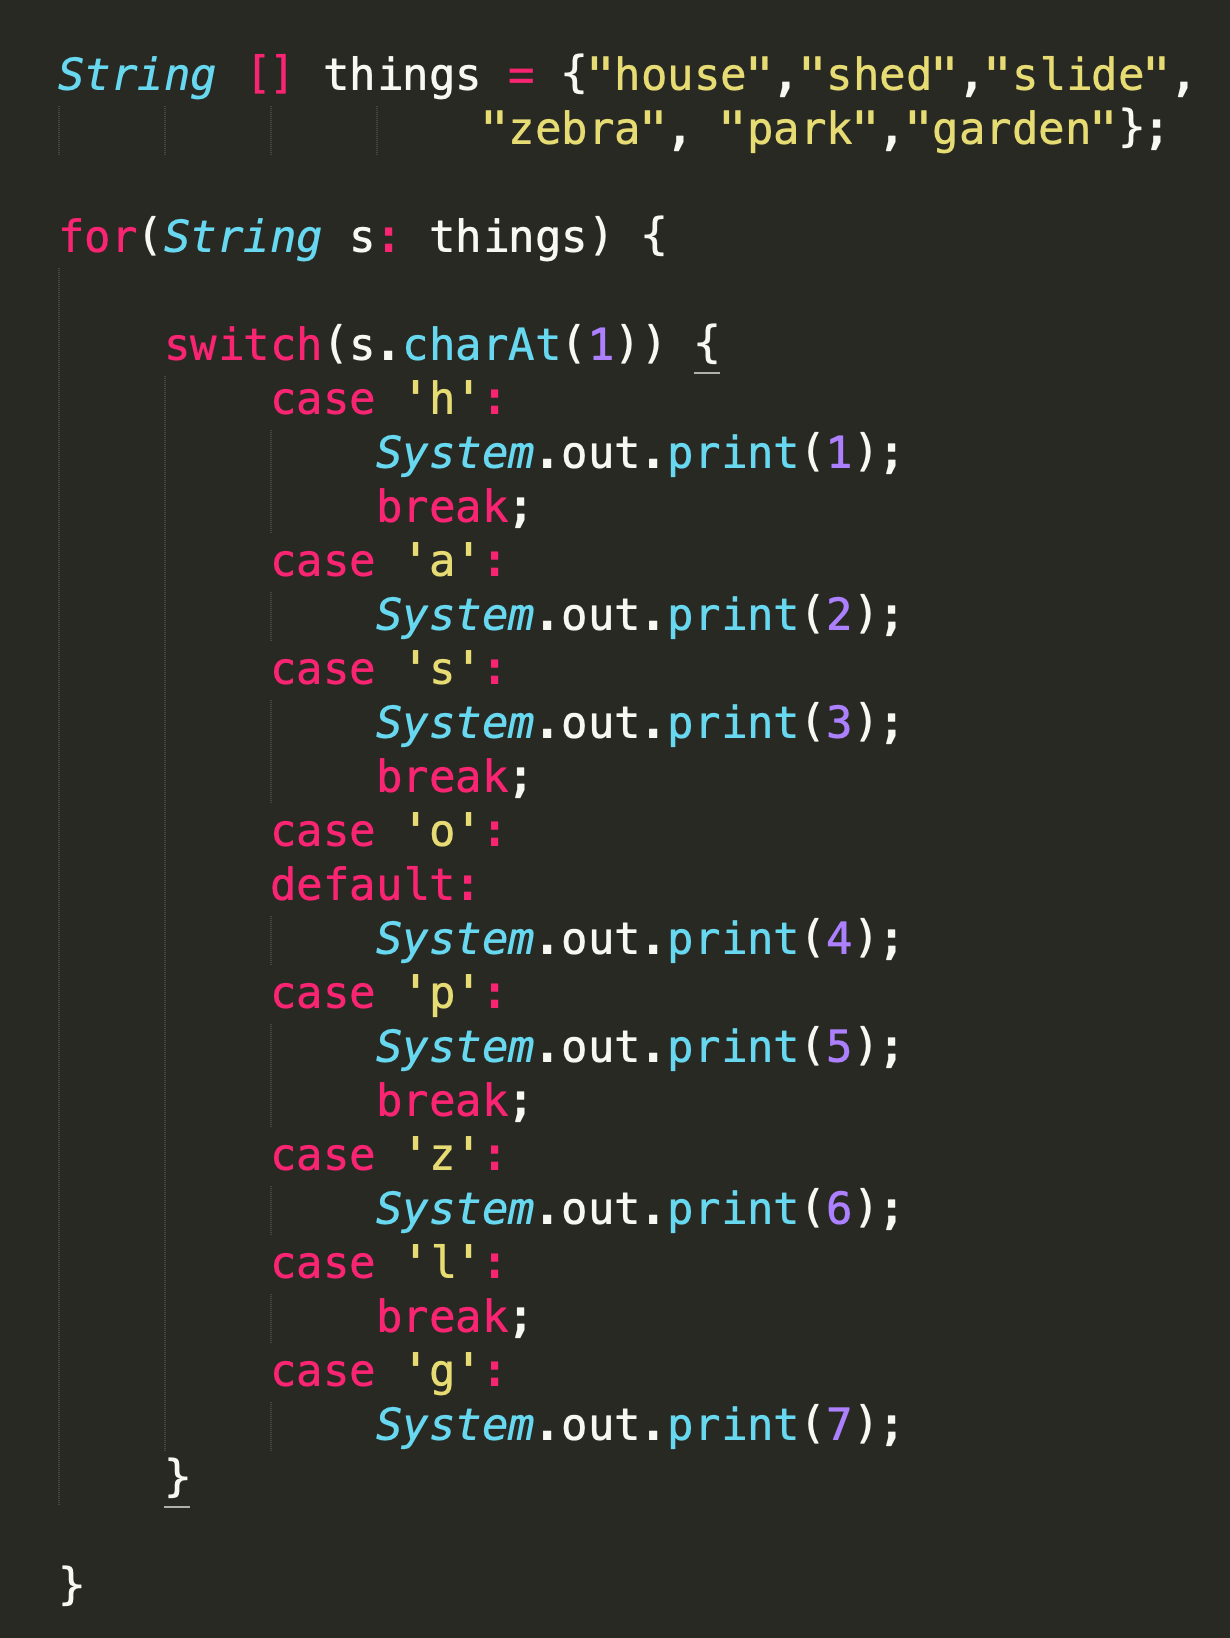 String [] things = {"house","shed","slide",
                "zebra", "park","garden"};
for(String s: things) {
    switch(s.charAt(1)) {
        case 'h':
            System.out.print(1);
            break;
        case 'a':
            System.out.print(2);
        case 's':
            System.out.print(3);
            break;
        case 'o':
        default:
            System.out.print(4);
        case 'p':
            System.out.print(5);
            break;
        case 'z':
            System.out.print(6);
        case 'l':
            break;
        case 'g':
            System.out.print(7);
    }
}